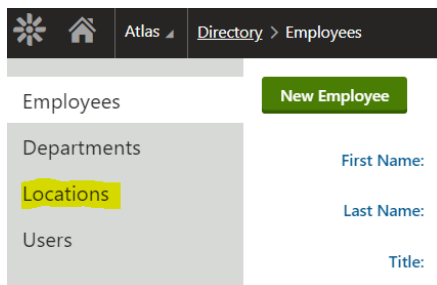 Atlas Directory > Employees
Employees
Departments
Locations
Users
New Employee
First Name:
Last Name:
Title: